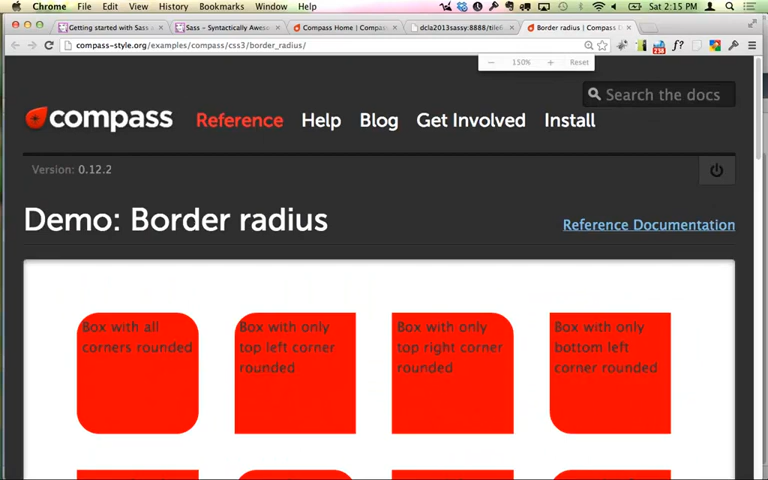 Chrome File Edit View History Bookmarks Window Help Sat 2:15 PM
Getting started with Sass Sass - Syntactically Awes Compass Home | Compas dcla2013sassy:8888/tilefi Border radius | Compass D
compass-style.org/examples/compass/css3/border_radius/
150% Reset
Search the docs
compass Reference Help Blog Get Involved Install
Version: 0.12.2
Demo: Border radius
Reference Documentation
Box with all
corners rounded
Box with only
top left corner
rounded
Box with only
top right corner
rounded
Box with only
bottom left
corner rounded